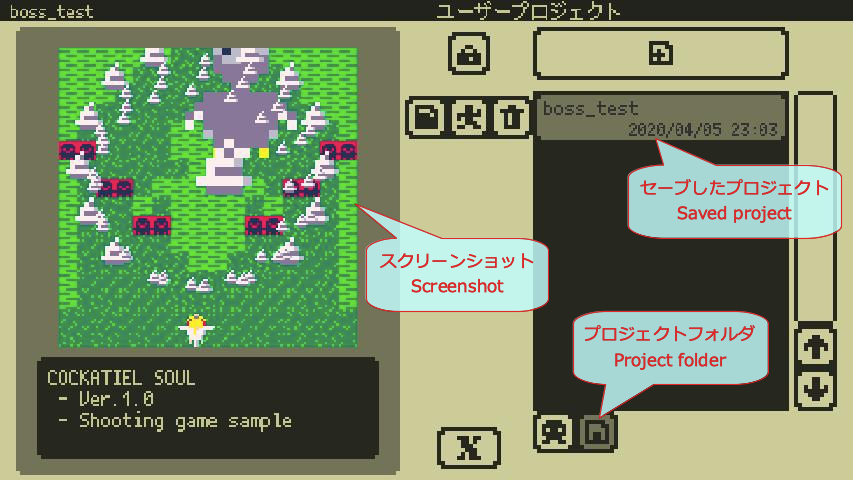 boss_test
ユーザープロジェクト
boss_test
2020/04/05 23:03
セーブしたプロジェクト
Saved project
スクリーンショット
Screenshot
プロジェクトフォルダ
Project folder
COCKATIEL SOUL
- Ver.1.0
- Shooting game sample
X